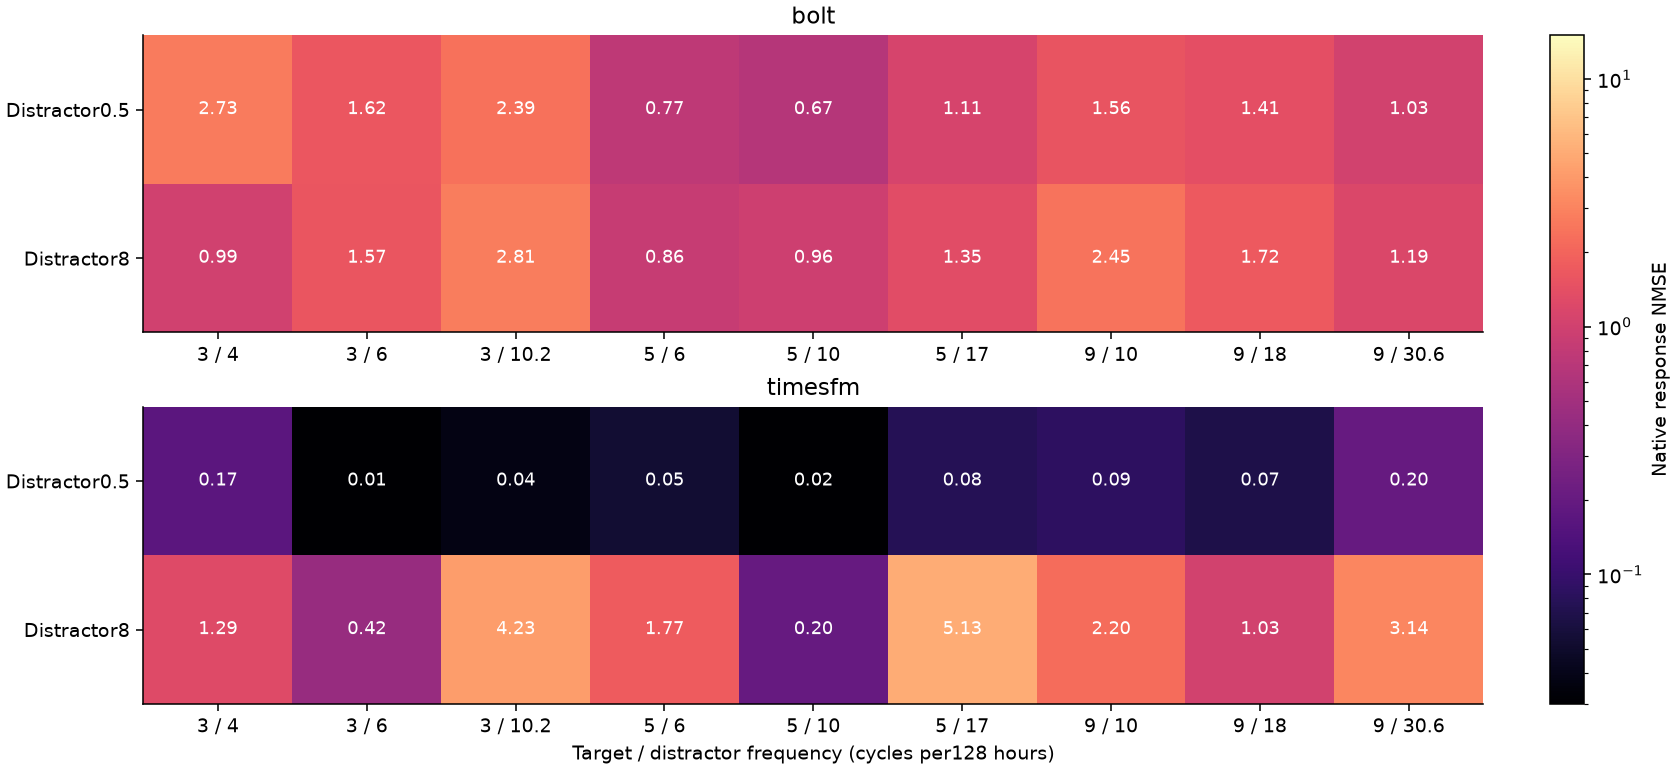 bolt
Distractor0.5 2.73 1.62 2.39 0.77 0.67 1.11 1.56 1.41 1.03
Distractor8 0.99 1.57 2.81 0.86 0.96 1.35 2.45 1.72 1.19
3 / 4 3 / 6 3 / 10.2 5 / 6 5 / 10 5 / 17 9 / 10 9 / 18 9 / 30.6
timesfm
Distractor0.5 0.17 0.01 0.04 0.05 0.02 0.08 0.09 0.07 0.20
Distractor8 1.29 0.42 4.23 1.77 0.20 5.13 2.20 1.03 3.14
3 / 4 3 / 6 3 / 10.2 5 / 6 5 / 10 5 / 17 9 / 10 9 / 18 9 / 30.6
Target / distractor frequency (cycles per128 hours)
10¹
10⁰
10⁻¹
Native response NMSE